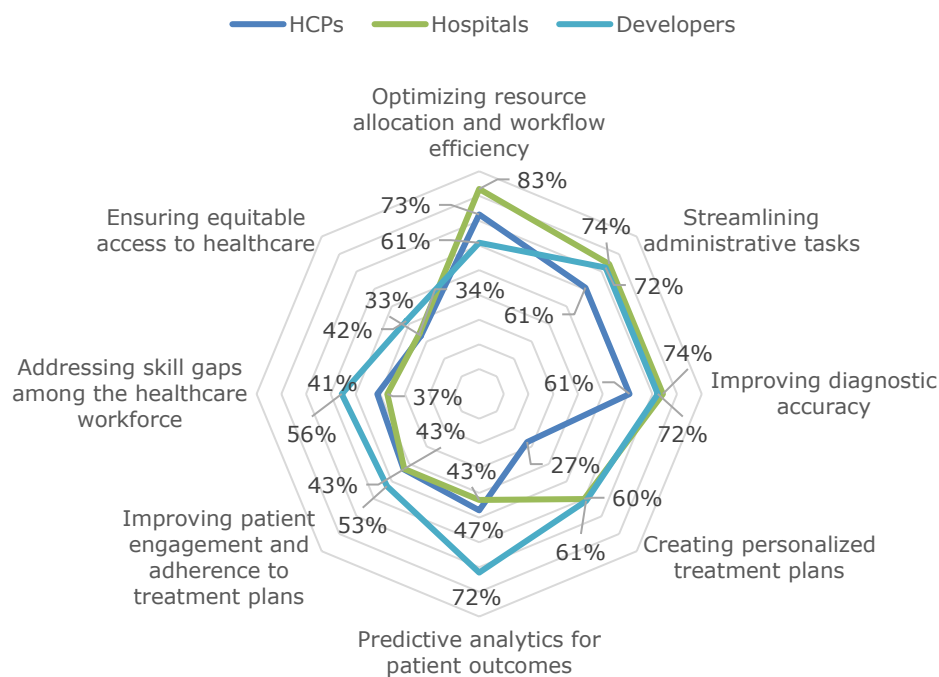 HCPs Hospitals Developers
Optimizing resource
allocation and workflow
efficiency
83%
73%
61%
Streamlining
administrative tasks
74%
72%
61%
Ensuring equitable
access to healthcare
34%
33%
42%
Improving diagnostic
accuracy
74%
61%
72%
Addressing skill gaps
among the healthcare
workforce
41%
37%
56%
Creating personalized
treatment plans
27%
60%
61%
Improving patient
engagement and
adherence to
treatment plans
43%
43%
53%
Predictive analytics for
patient outcomes
43%
47%
72%